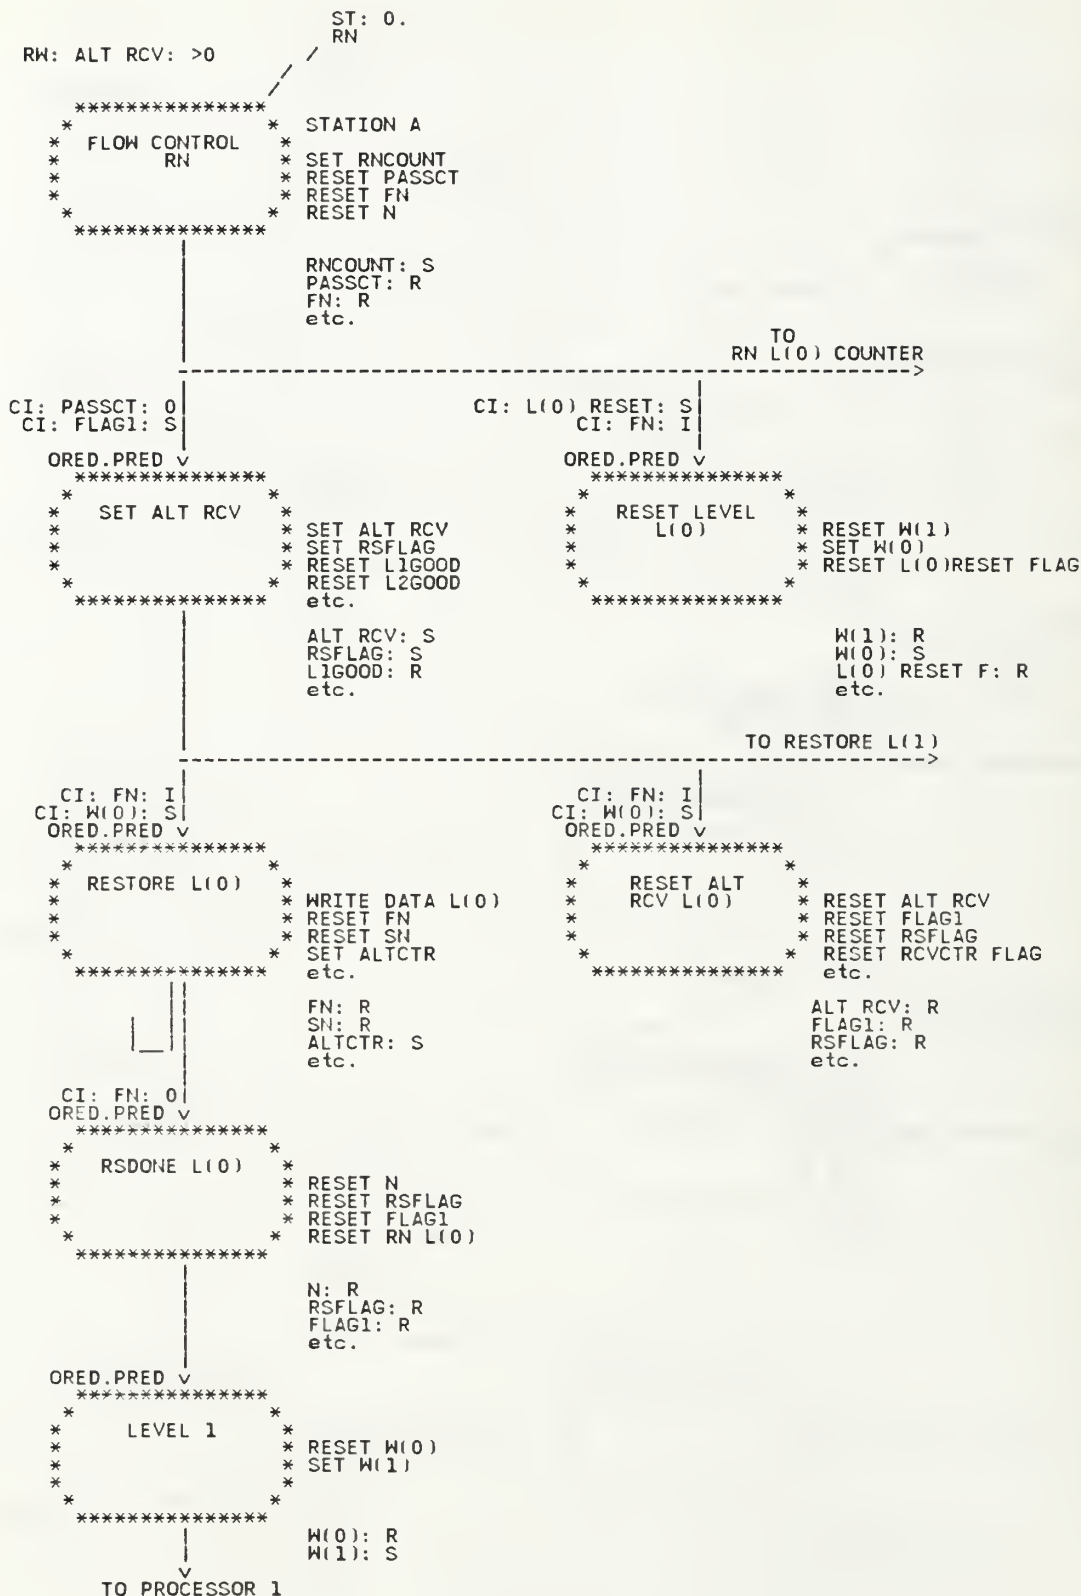 ST: 0.
RN
RW: ALT RCV: >0
FLOW CONTROL
RN
STATION A
SET RNCOUNT
RESET PASSCT
RESET FN
RESET N
RNCOUNT: S
PASSCT: R
FN: R
etc.
TO
RN L(0) COUNTER
CI: PASSCT: 0
CI: FLAG1: S
ORED.PRED
CI: L(0) RESET: S
CI: FN: I
ORED.PRED
SET ALT RCV
SET ALT RCV
SET RSFLAG
RESET L1GOOD
RESET L2GOOD
etc.
ALT RCV: S
RSFLAG: S
L1GOOD: R
etc.
RESET LEVEL
L(0)
RESET W(1)
SET W(0)
RESET L(0)RESET FLAG
W(1): R
W(0): S
L(0) RESET F: R
etc.
TO RESTORE L(1)
CI: FN: I
CI: W(0): S
ORED.PRED
CI: FN: I
CI: W(0): S
ORED.PRED
RESTORE L(0)
WRITE DATA L(0)
RESET FN
RESET SN
SET ALTCTR
etc.
FN: R
SN: R
ALTCTR: S
etc.
RESET ALT
RCV L(0)
RESET ALT RCV
RESET FLAG1
RESET RSFLAG
RESET RCVCTR FLAG
etc.
ALT RCV: R
FLAG1: R
RSFLAG: R
etc.
CI: FN: 0
ORED.PRED
RSDONE L(0)
RESET N
RESET RSFLAG
RESET FLAG1
RESET RN L(0)
N: R
RSFLAG: R
FLAG1: R
etc.
ORED.PRED
LEVEL 1
RESET W(0)
SET W(1)
W(0): R
W(1): S
TO PROCESSOR 1